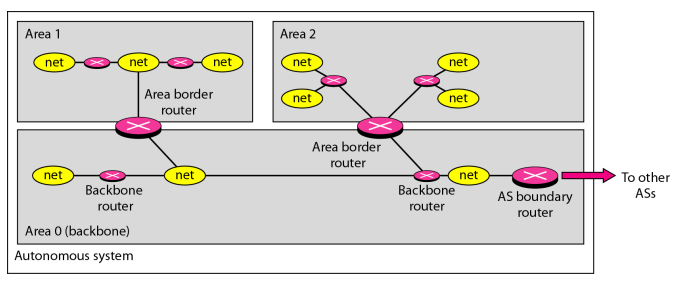 Area 1
Area 2
net
net
net
net
net
net
net
Area border
router
Area border
router
net
net
net
Backbone
router
Backbone
router
AS boundary
router
To other
ASs
Area 0 (backbone)
Autonomous system